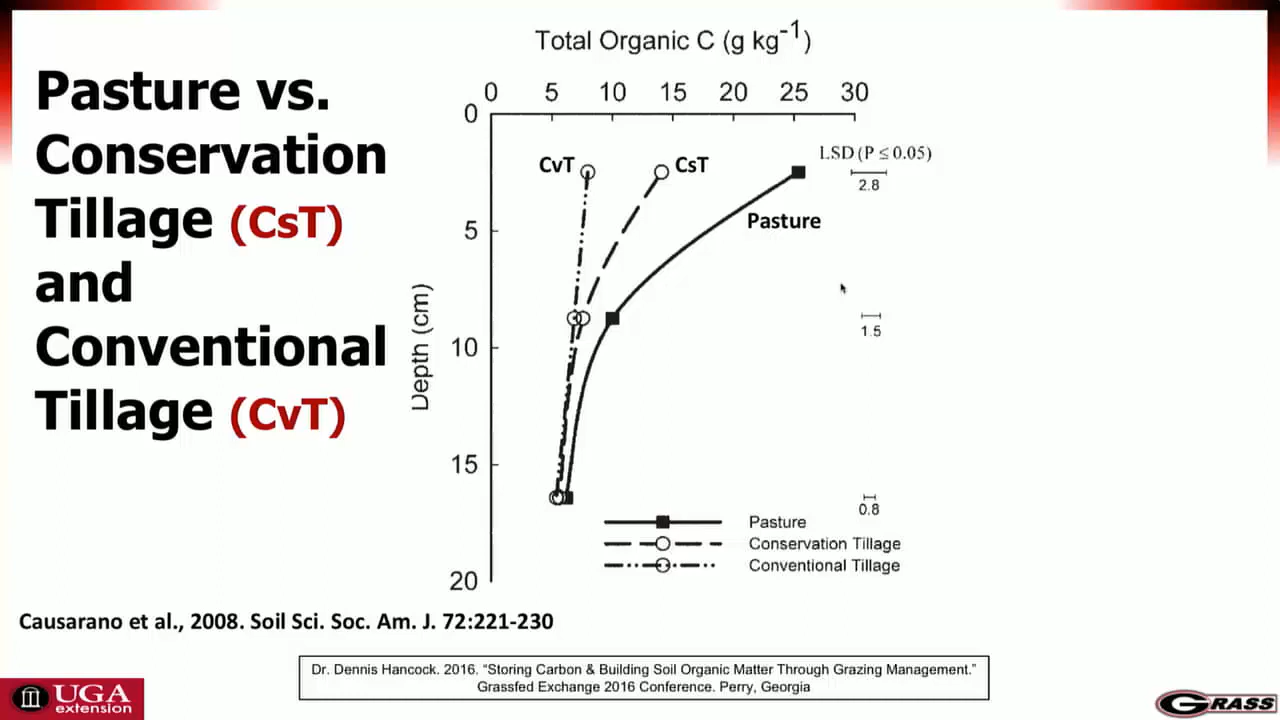 Pasture vs.
Conservation
Tillage (CsT)
and
Conventional
Tillage (CvT)
Total Organic C (g kg-1)
0 5 10 15 20 25 30
0
5
10
15
20
Depth (cm)
CvT
CsT
Pasture
LSD (P ≤ 0.05)
2.8
1.5
0.8
Pasture
Conservation Tillage
Conventional Tillage
Causarano et al., 2008. Soil Sci. Soc. Am. J. 72:221-230
Dr. Dennis Hancock. 2016. “Storing Carbon & Building Soil Organic Matter Through Grazing Management.”
Grassfed Exchange 2016 Conference. Perry, Georgia
UGA
extension
GRASS